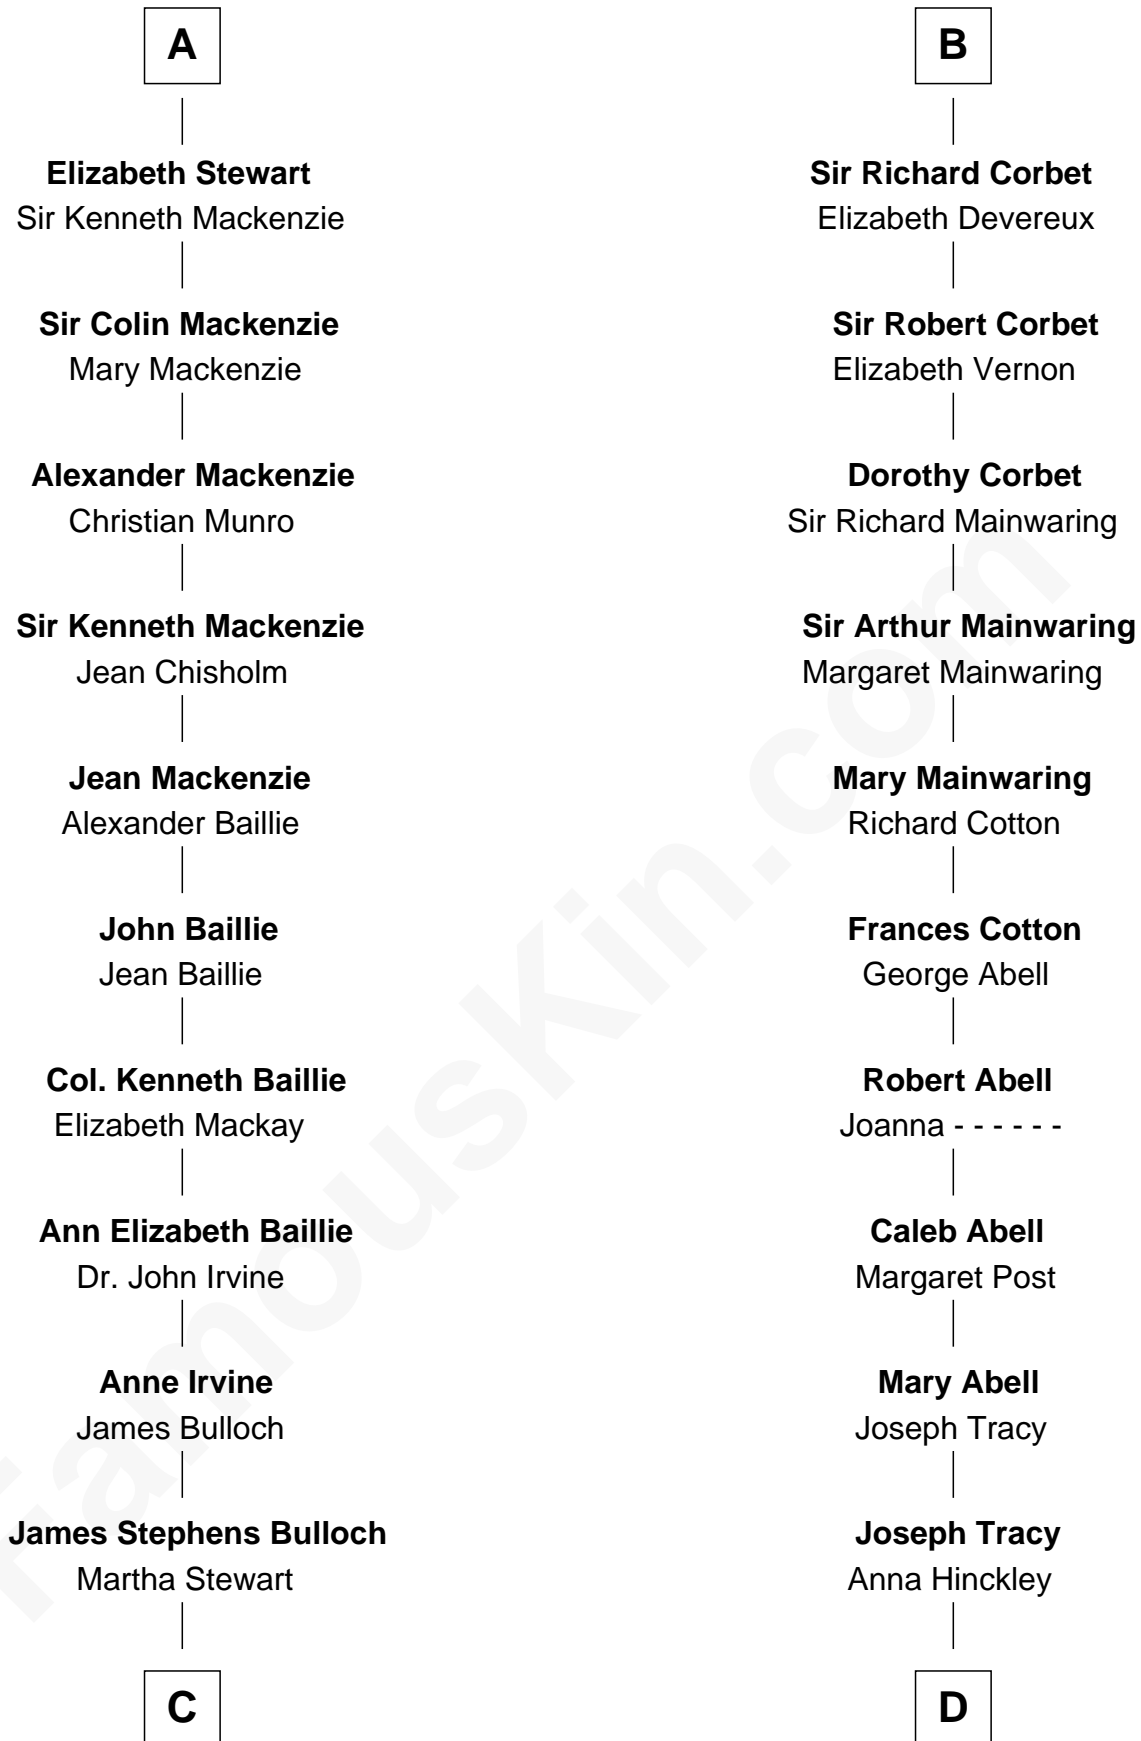 A
Elizabeth Stewart
Sir Kenneth Mackenzie
Sir Colin Mackenzie
Mary Mackenzie
Alexander Mackenzie
Christian Munro
Sir Kenneth Mackenzie
Jean Chisholm
Jean Mackenzie
Alexander Baillie
John Baillie
Jean Baillie
Col. Kenneth Baillie
Elizabeth Mackay
Ann Elizabeth Baillie
Dr. John Irvine
Anne Irvine
James Bulloch
James Stephens Bulloch
Martha Stewart
C
B
Sir Richard Corbet
Elizabeth Devereux
Sir Robert Corbet
Elizabeth Vernon
Dorothy Corbet
Sir Richard Mainwaring
Sir Arthur Mainwaring
Margaret Mainwaring
Mary Mainwaring
Richard Cotton
Frances Cotton
George Abell
Robert Abell
Joanna - - - - - -
Caleb Abell
Margaret Post
Mary Abell
Joseph Tracy
Joseph Tracy
Anna Hinckley
D
FamousKin.com